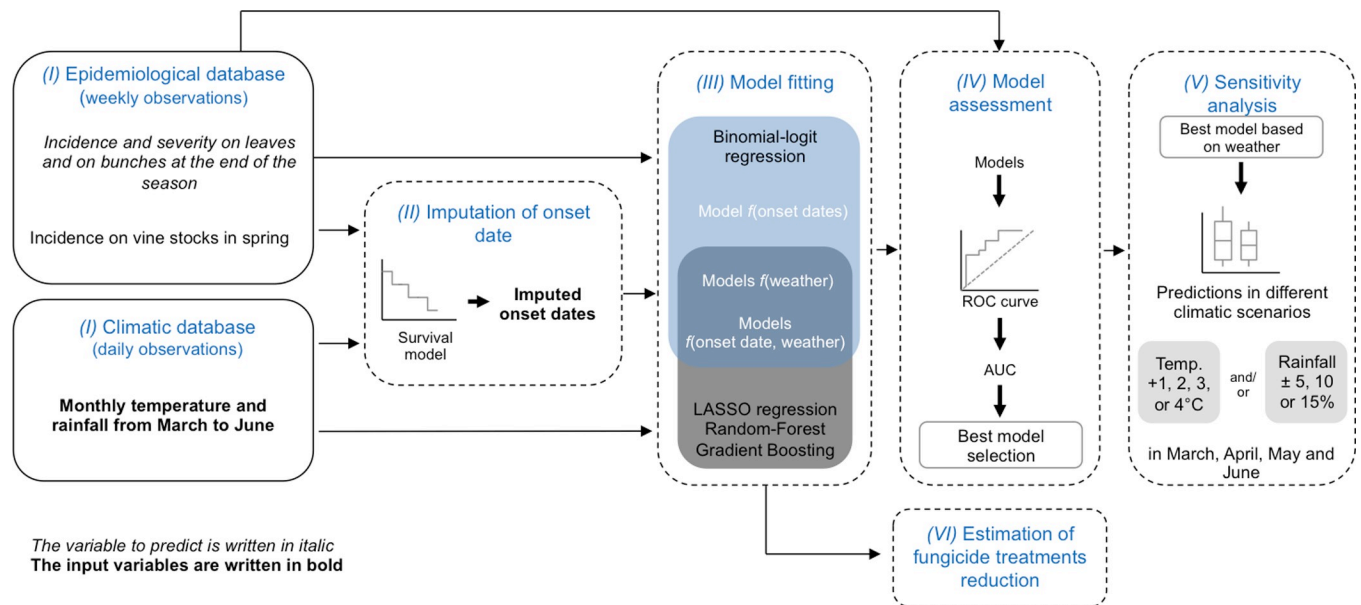 (I) Epidemiological database
(weekly observations)
Incidence and severity on leaves
and on bunches at the end of the
season
Incidence on vine stocks in spring
(I) Climatic database
(daily observations)
Monthly temperature and
rainfall from March to June
The variable to predict is written in italic
The input variables are written in bold
(II) Imputation of onset
date
Survival
model
Imputed
onset dates
(III) Model fitting
Binomial-logit
regression
Model f(onset dates)
Models f(weather)
Models
f(onset date, weather)
LASSO regression
Random-Forest
Gradient Boosting
(IV) Model
assessment
Models
ROC curve
AUC
Best model
selection
(V) Sensitivity
analysis
Best model based
on weather
Predictions in different
climatic scenarios
Temp.
+1, 2, 3,
or 4°C
and/
or
Rainfall
± 5, 10
or 15%
in March, April, May and
June
(VI) Estimation of
fungicide treatments
reduction